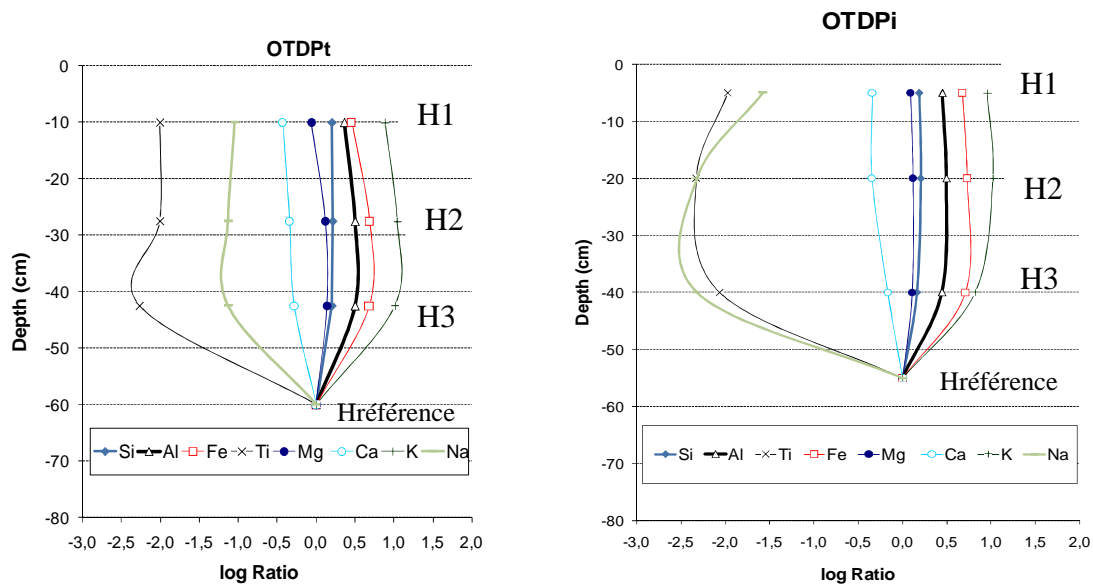 OTDPt
0
-10
-20
-30
-40
-50
-60
-70
-80
Depth (cm)
H1
H2
H3
Hréférence
Si Al Fe Ti Mg Ca K Na
-3,0 -2,5 -2,0 -1,5 -1,0 -0,5 0,0 0,5 1,0 1,5 2,0
log Ratio
OTDPi
0
-10
-20
-30
-40
-50
-60
-70
-80
Depth (cm)
H1
H2
H3
Hréférence
Si Al Ti Fe Mg Ca K Na
-3,0 -2,5 -2,0 -1,5 -1,0 -0,5 0,0 0,5 1,0 1,5 2,0
log Ratio